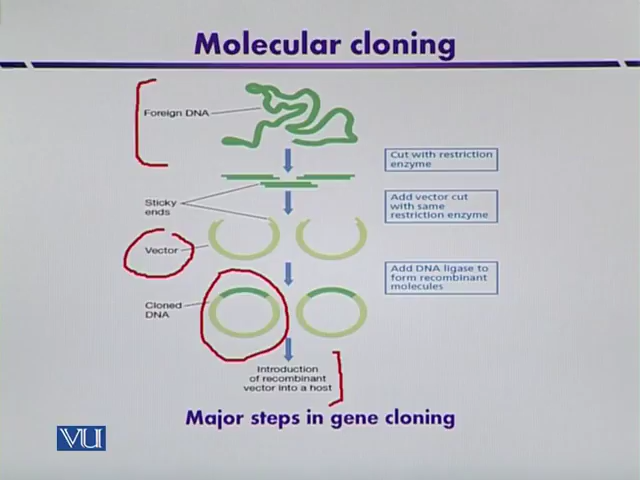 Molecular cloning
Foreign DNA
Cut with restriction
enzyme
Sticky
ends
Add vector cut
with same
restriction enzyme
Vector
Add DNA ligase to
form recombinant
molecules
Cloned
DNA
Introduction
of recombinant
vector into a host
Major steps in gene cloning
VU